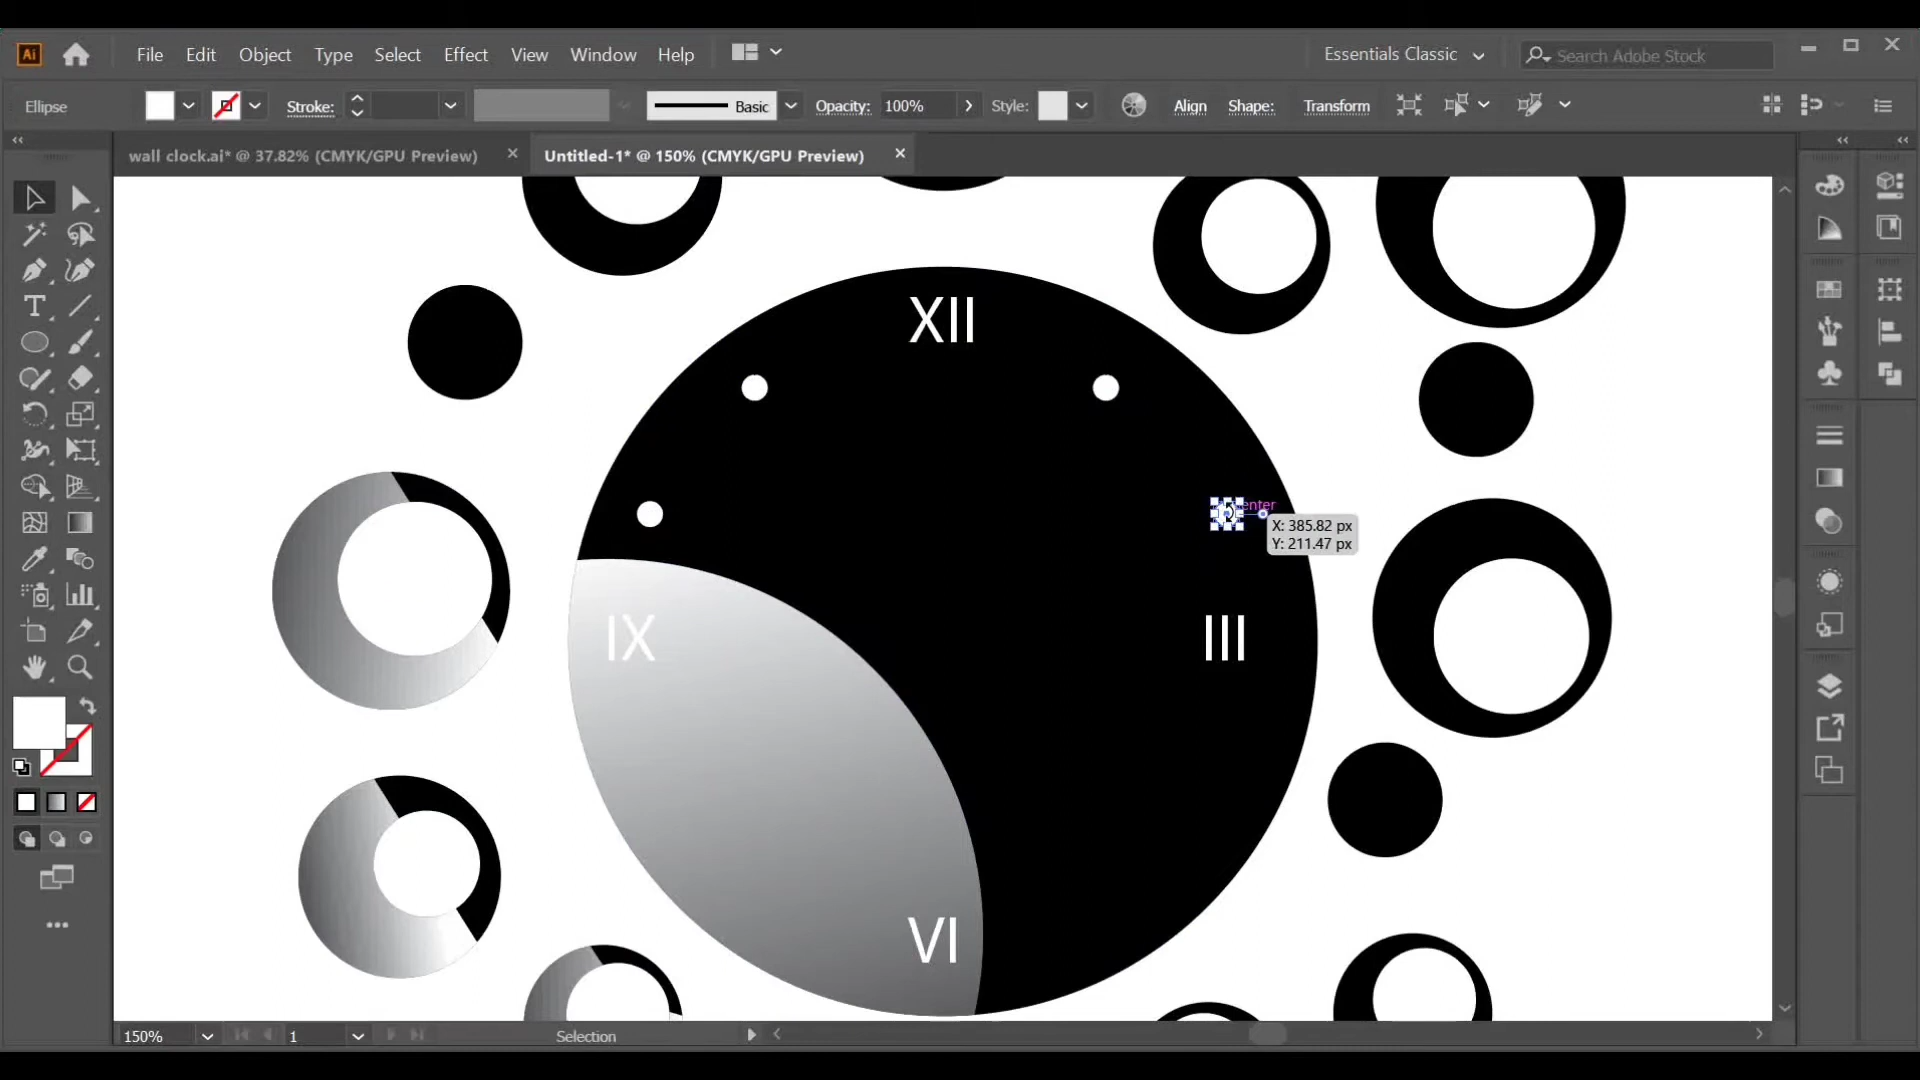 Ai File Edit Object Type Select Effect View Window Help Essentials Classic Search Adobe Stock
Ellipse Stroke: Basic Opacity: 100% Style: Align Shape: Transform
wall clock.ai* @ 37.82% (CMYK/GPU Preview) Untitled-1* @ 150% (CMYK/GPU Preview)
XII
X: 385.82 px
Y: 211.47 px
IX III
VI
150% 1 Selection